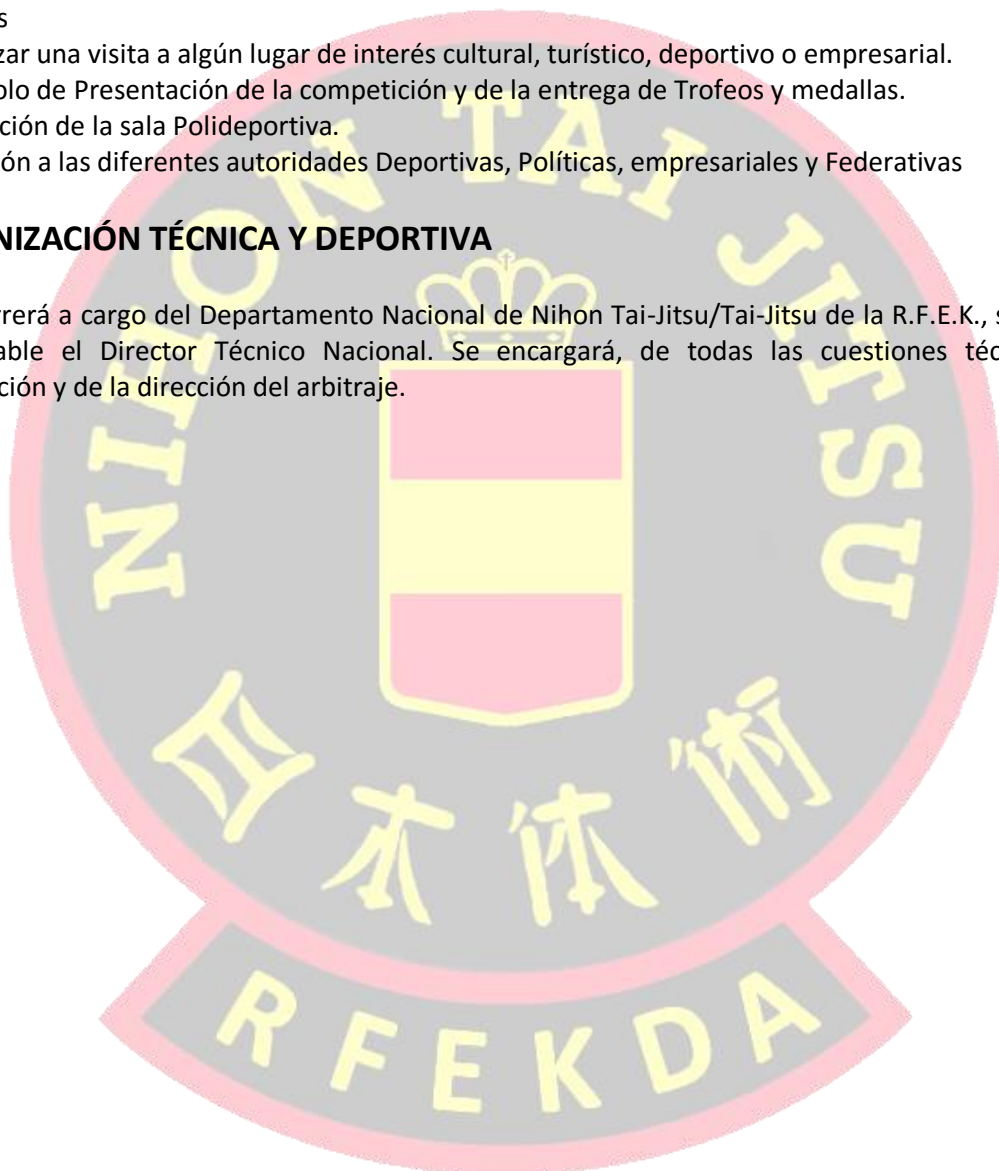 s
zar una visita a algún lugar de interés cultural, turístico, deportivo o empresarial.
olo de Presentación de la competición y de la entrega de Trofeos y medallas.
ción de la sala Polideportiva.
ón a las diferentes autoridades Deportivas, Políticas, empresariales y Federativas
NIZACIÓN TÉCNICA Y DEPORTIVA
rerá a cargo del Departamento Nacional de Nihon Tai-Jitsu/Tai-Jitsu de la R.F.E.K., s
able el Director Técnico Nacional. Se encargará, de todas las cuestiones téc
ción y de la dirección del arbitraje.
NIHON TAI JITSU
日本体術
RFEKDA